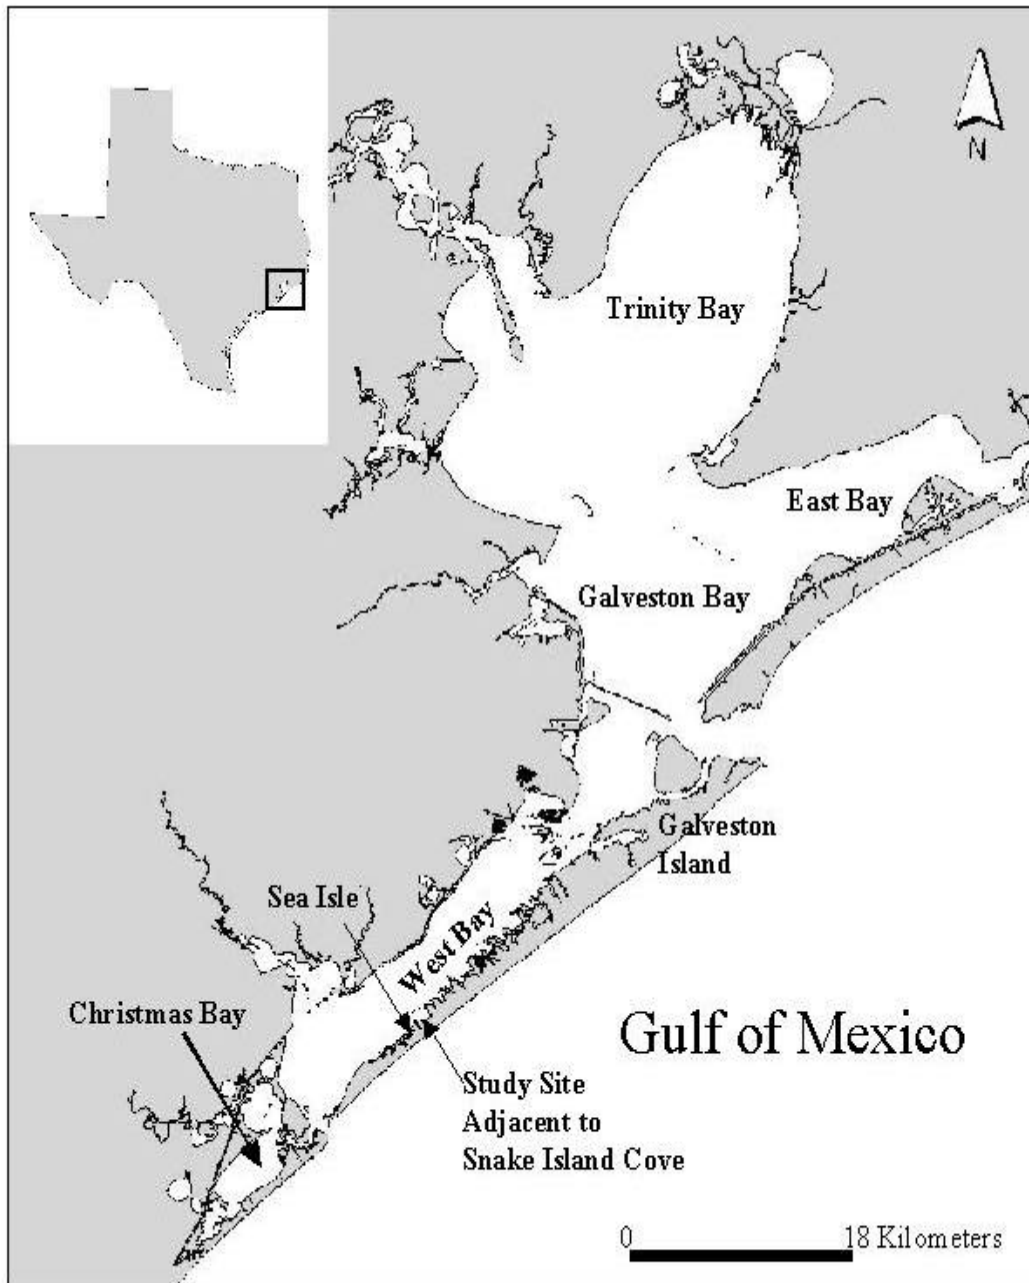 N
Trinity Bay
East Bay
Galveston Bay
Galveston
Island
Sea Isle
West Bay
Christmas Bay
Gulf of Mexico
Study Site
Adjacent to
Snake Island Cove
0 18 Kilometers